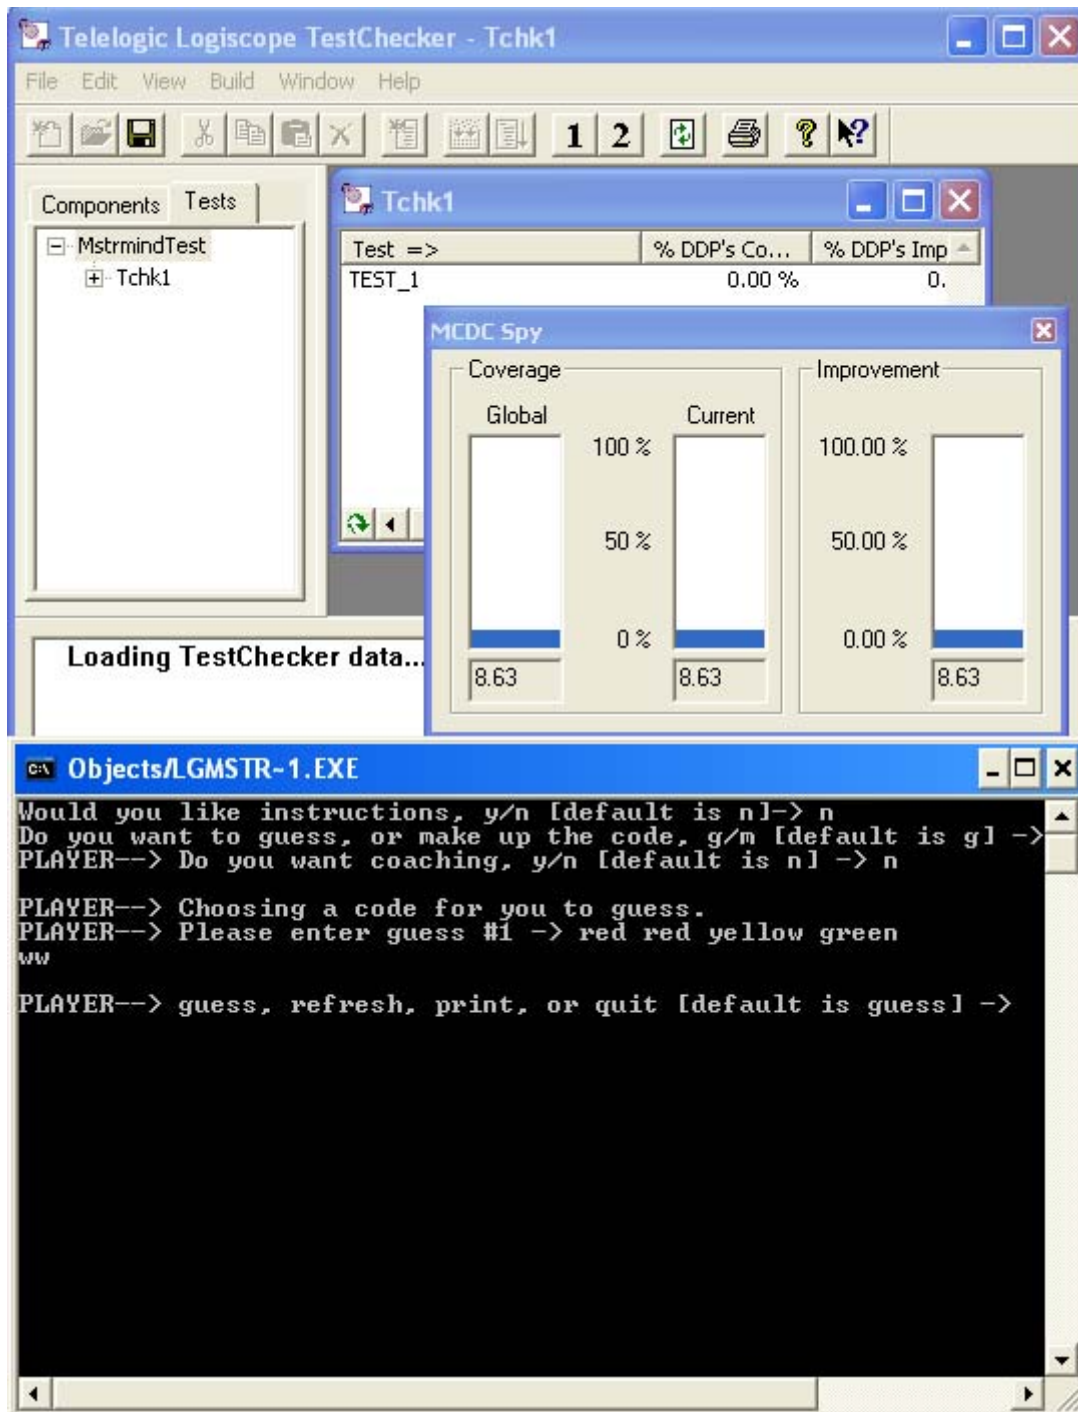 Telelogic Logiscope TestChecker - Tchk1
File Edit View Build Window Help
1 2
Components Tests
MstrmindTest
Tchk1
Tchk1
Test => % DDP's Co... % DDP's Imp
TEST_1 0.00 % 0.
MCDC Spy
Coverage Improvement
Global Current
100 % 100.00 %
50 % 50.00 %
0 % 0.00 %
8.63 8.63 8.63
Loading TestChecker data...
Objects/LGMSTR~1.EXE
Would you like instructions, y/n [default is n]-> n
Do you want to guess, or make up the code, g/m [default is g] ->
PLAYER--> Do you want coaching, y/n [default is n] -> n
PLAYER--> Choosing a code for you to guess.
PLAYER--> Please enter guess #1 -> red red yellow green
ww
PLAYER--> guess, refresh, print, or quit [default is guess] ->